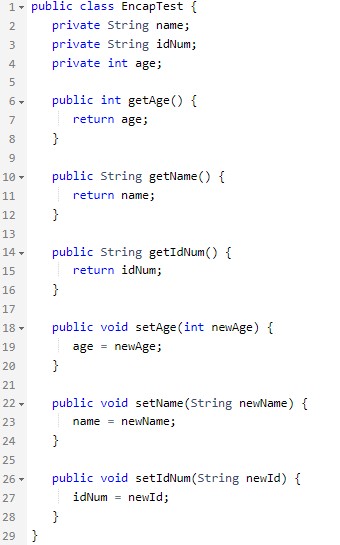 1 public class EncapTest {
2    private String name;
3    private String idNum;
4    private int age;
5
6    public int getAge() {
7       return age;
8    }
9
10    public String getName() {
11       return name;
12    }
13
14    public String getIdNum() {
15       return idNum;
16    }
17
18    public void setAge(int newAge) {
19       age = newAge;
20    }
21
22    public void setName(String newName) {
23       name = newName;
24    }
25
26    public void setIdNum(String newId) {
27       idNum = newId;
28    }
29 }